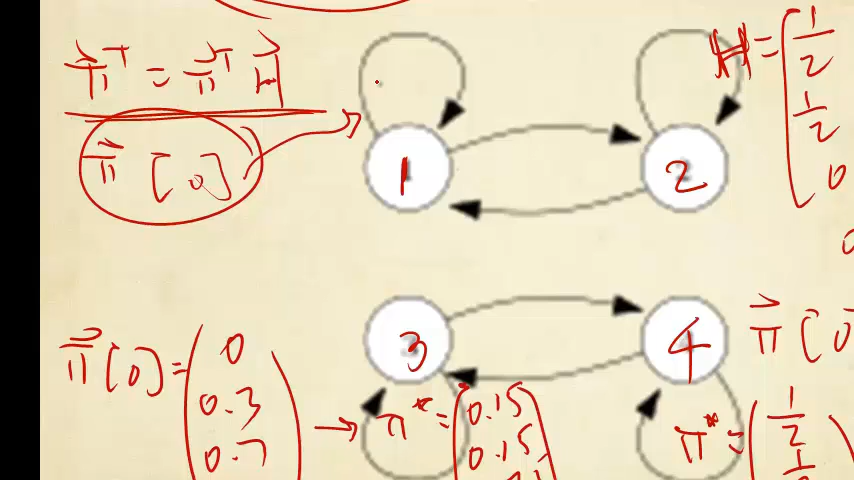 π⃗ᵀ = π⃗ᵀ H
π⃗ [0]
1
2
H = [ 1/2
1/2
0
0
3
4
π⃗ [0] = ( 0
0.3
0.7
→ π* = ( 0.15
0.15
π⃗ [0
π* = ( 1/2